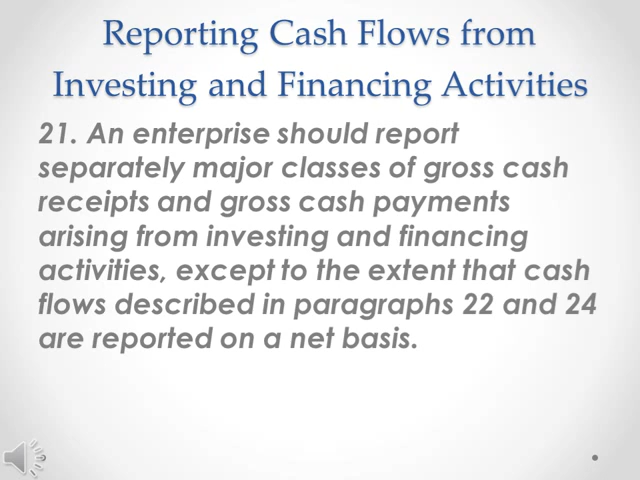 Reporting Cash Flows from
Investing and Financing Activities
21. An enterprise should report
separately major classes of gross cash
receipts and gross cash payments
arising from investing and financing
activities, except to the extent that cash
flows described in paragraphs 22 and 24
are reported on a net basis.